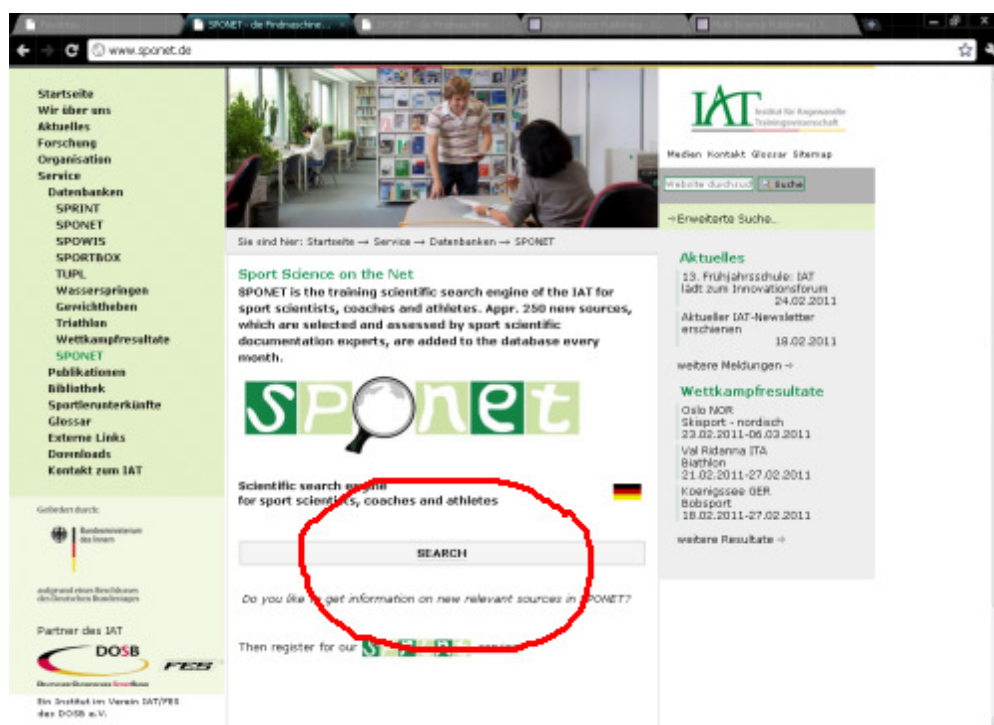 SPONET - die Findmaschine...
www.sponet.de
Startseite
Wir über uns
Aktuelles
Forschung
Organisation
Service
Datenbanken
SPRINT
SPONET
SPOWIS
SPORTBOX
TUPL
Wasserspringen
Gewichtheben
Triathlon
Wettkampfresultate
SPONET
Publikationen
Bibliothek
Sportlerunterkünfte
Glossar
Externe Links
Downloads
Kontakt zum IAT
Gefördert durch:
Bundesministerium
des Innern
aufgrund eines Beschlusses
des Deutschen Bundestages
Partner des IAT
DOSB
FES
Ein Institut im Verein IAT/FES
des DOSB e.V.
Sie sind hier: Startseite → Service → Datenbanken → SPONET
Sport Science on the Net
SPONET is the training scientific search engine of the IAT for
sport scientists, coaches and athletes. Appr. 250 new sources,
which are selected and assessed by sport scientific
documentation experts, are added to the database every
month.
SPONET
Scientific search engine
for sport scientists, coaches and athletes
SEARCH
Do you like to get information on new relevant sources in SPONET?
Then register for our
IAT
Institut für Angewandte
Trainingswissenschaft
Medien Kontakt Glossar Sitemap
Website durchsuch Suche
→Erweiterte Suche...
Aktuelles
13. Frühjahrsschule: IAT
lädt zum Innovationsforum
24.02.2011
Aktueller IAT-Newsletter
erschienen
18.02.2011
weitere Meldungen →
Wettkampfresultate
Oslo NOR
Skisport - nordisch
23.02.2011-06.03.2011
Val Ridanna ITA
Biathlon
21.02.2011-27.02.2011
Koenigssee GER
Bobsport
18.02.2011-27.02.2011
weitere Resultate →